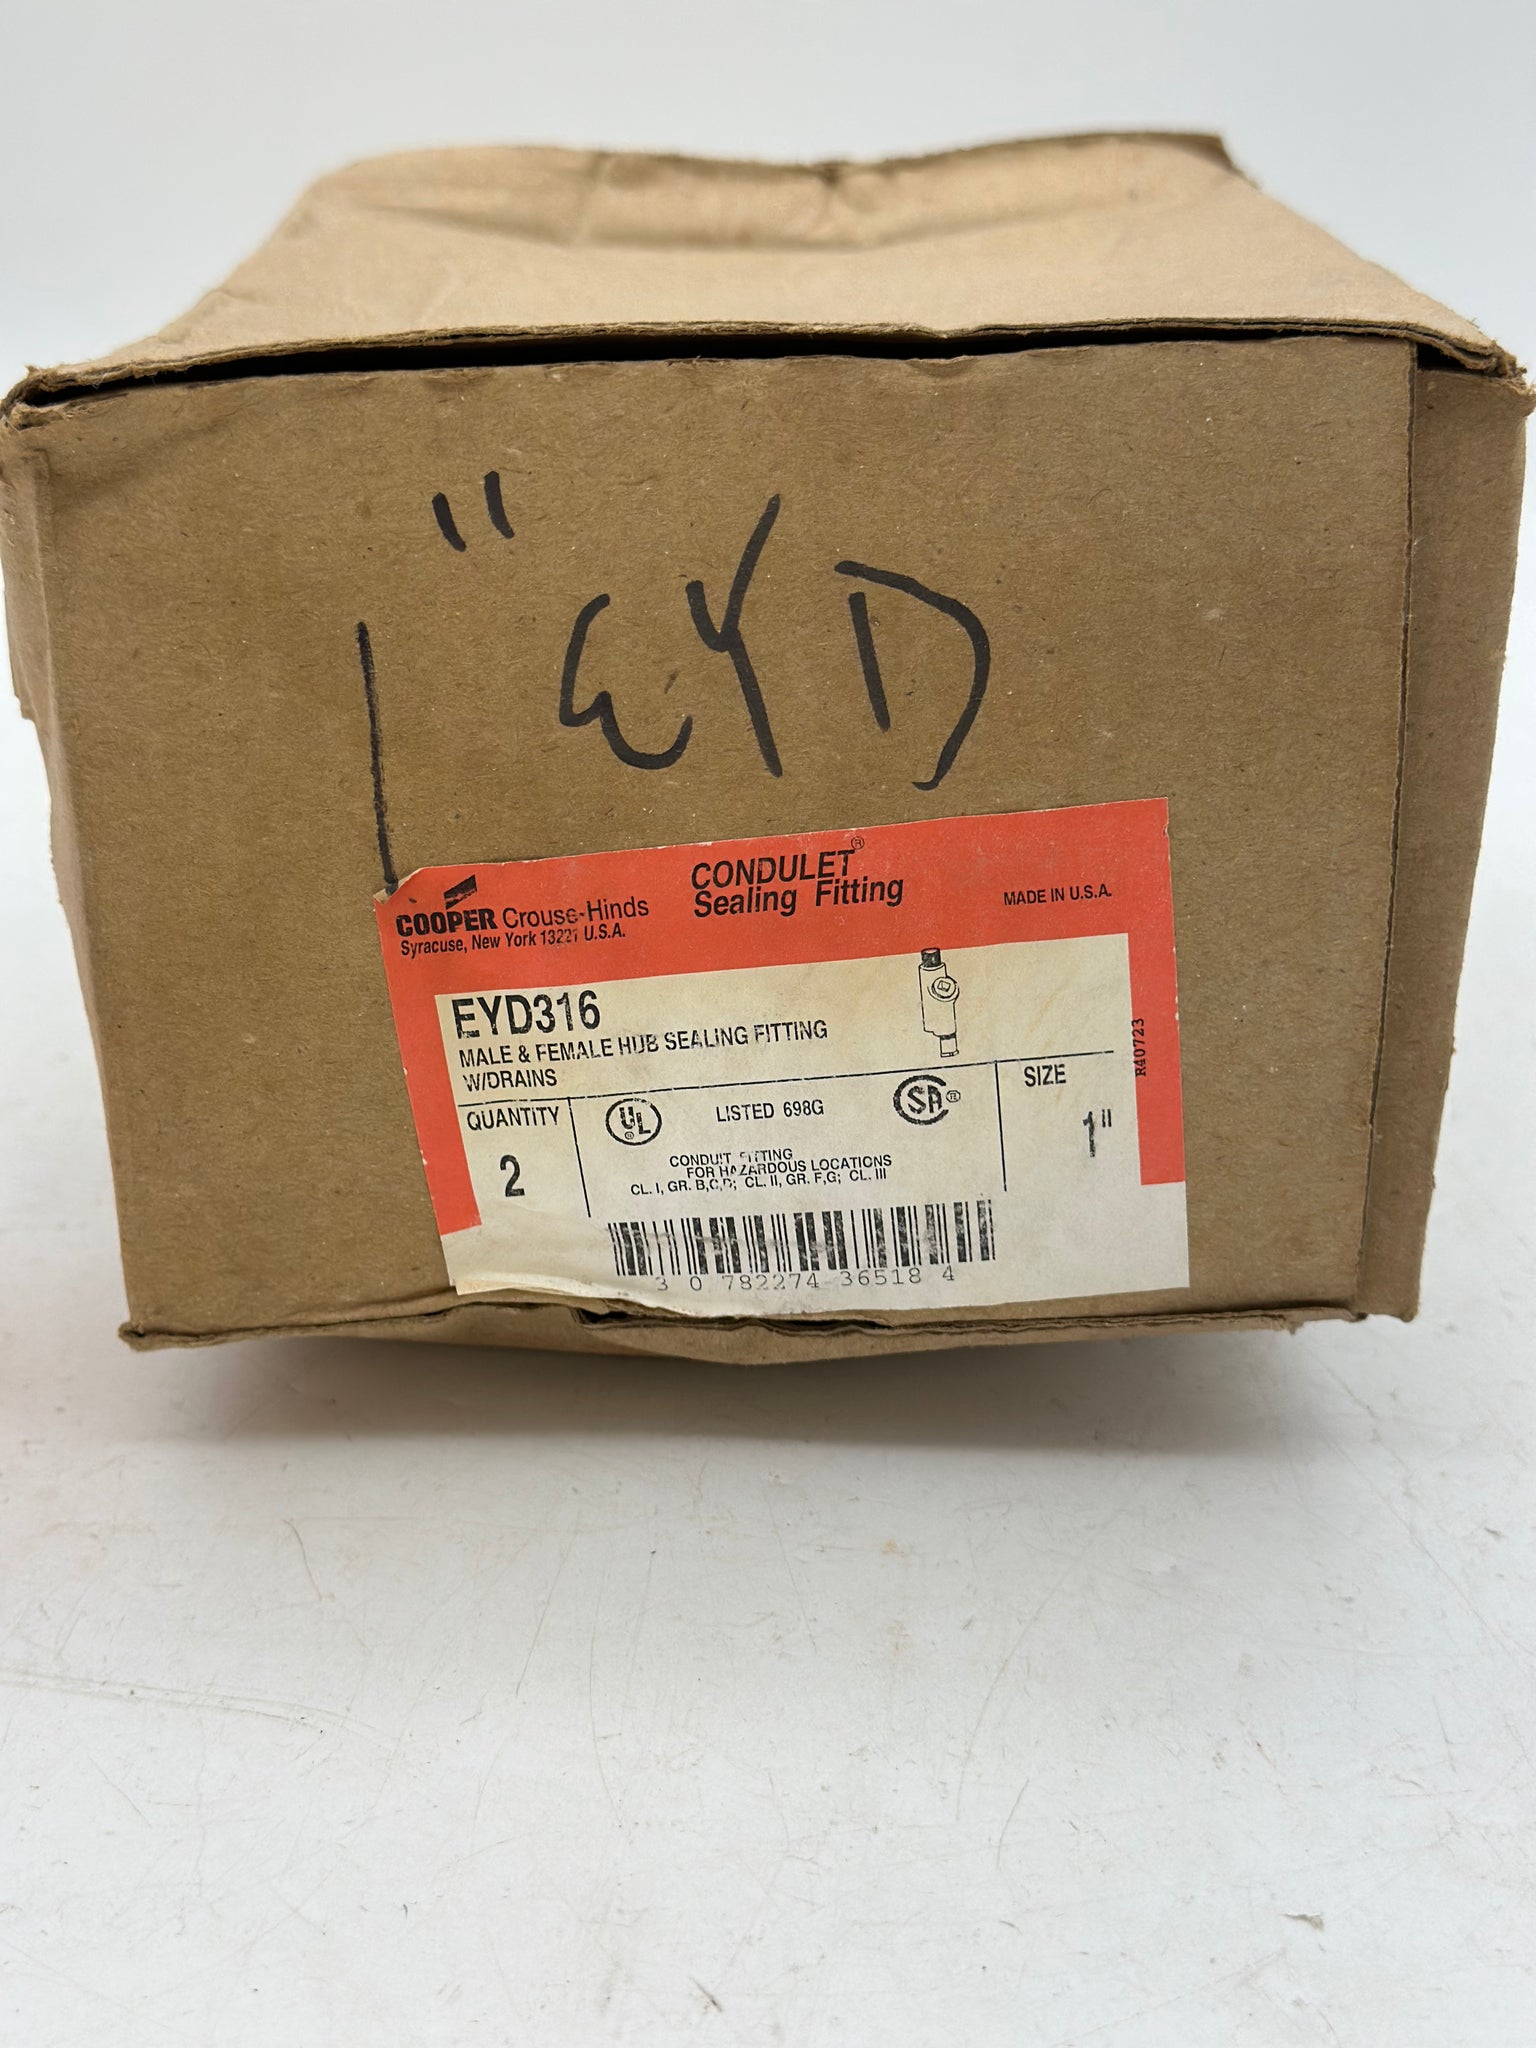 1" EYD
COOPER Crouse-Hinds
Syracuse, New York 13221 U.S.A.
CONDULET®
Sealing Fitting
MADE IN U.S.A.
EYD316
MALE & FEMALE HUB SEALING FITTING
W/DRAINS
QUANTITY
2
UL®
LISTED 698G
SA
CONDUIT FITTING
FOR HAZARDOUS LOCATIONS
CL. I, GR. B,C,D; CL. II, GR. F,G; CL. III
SIZE
1"
R40723
3 0 782274 36518 4